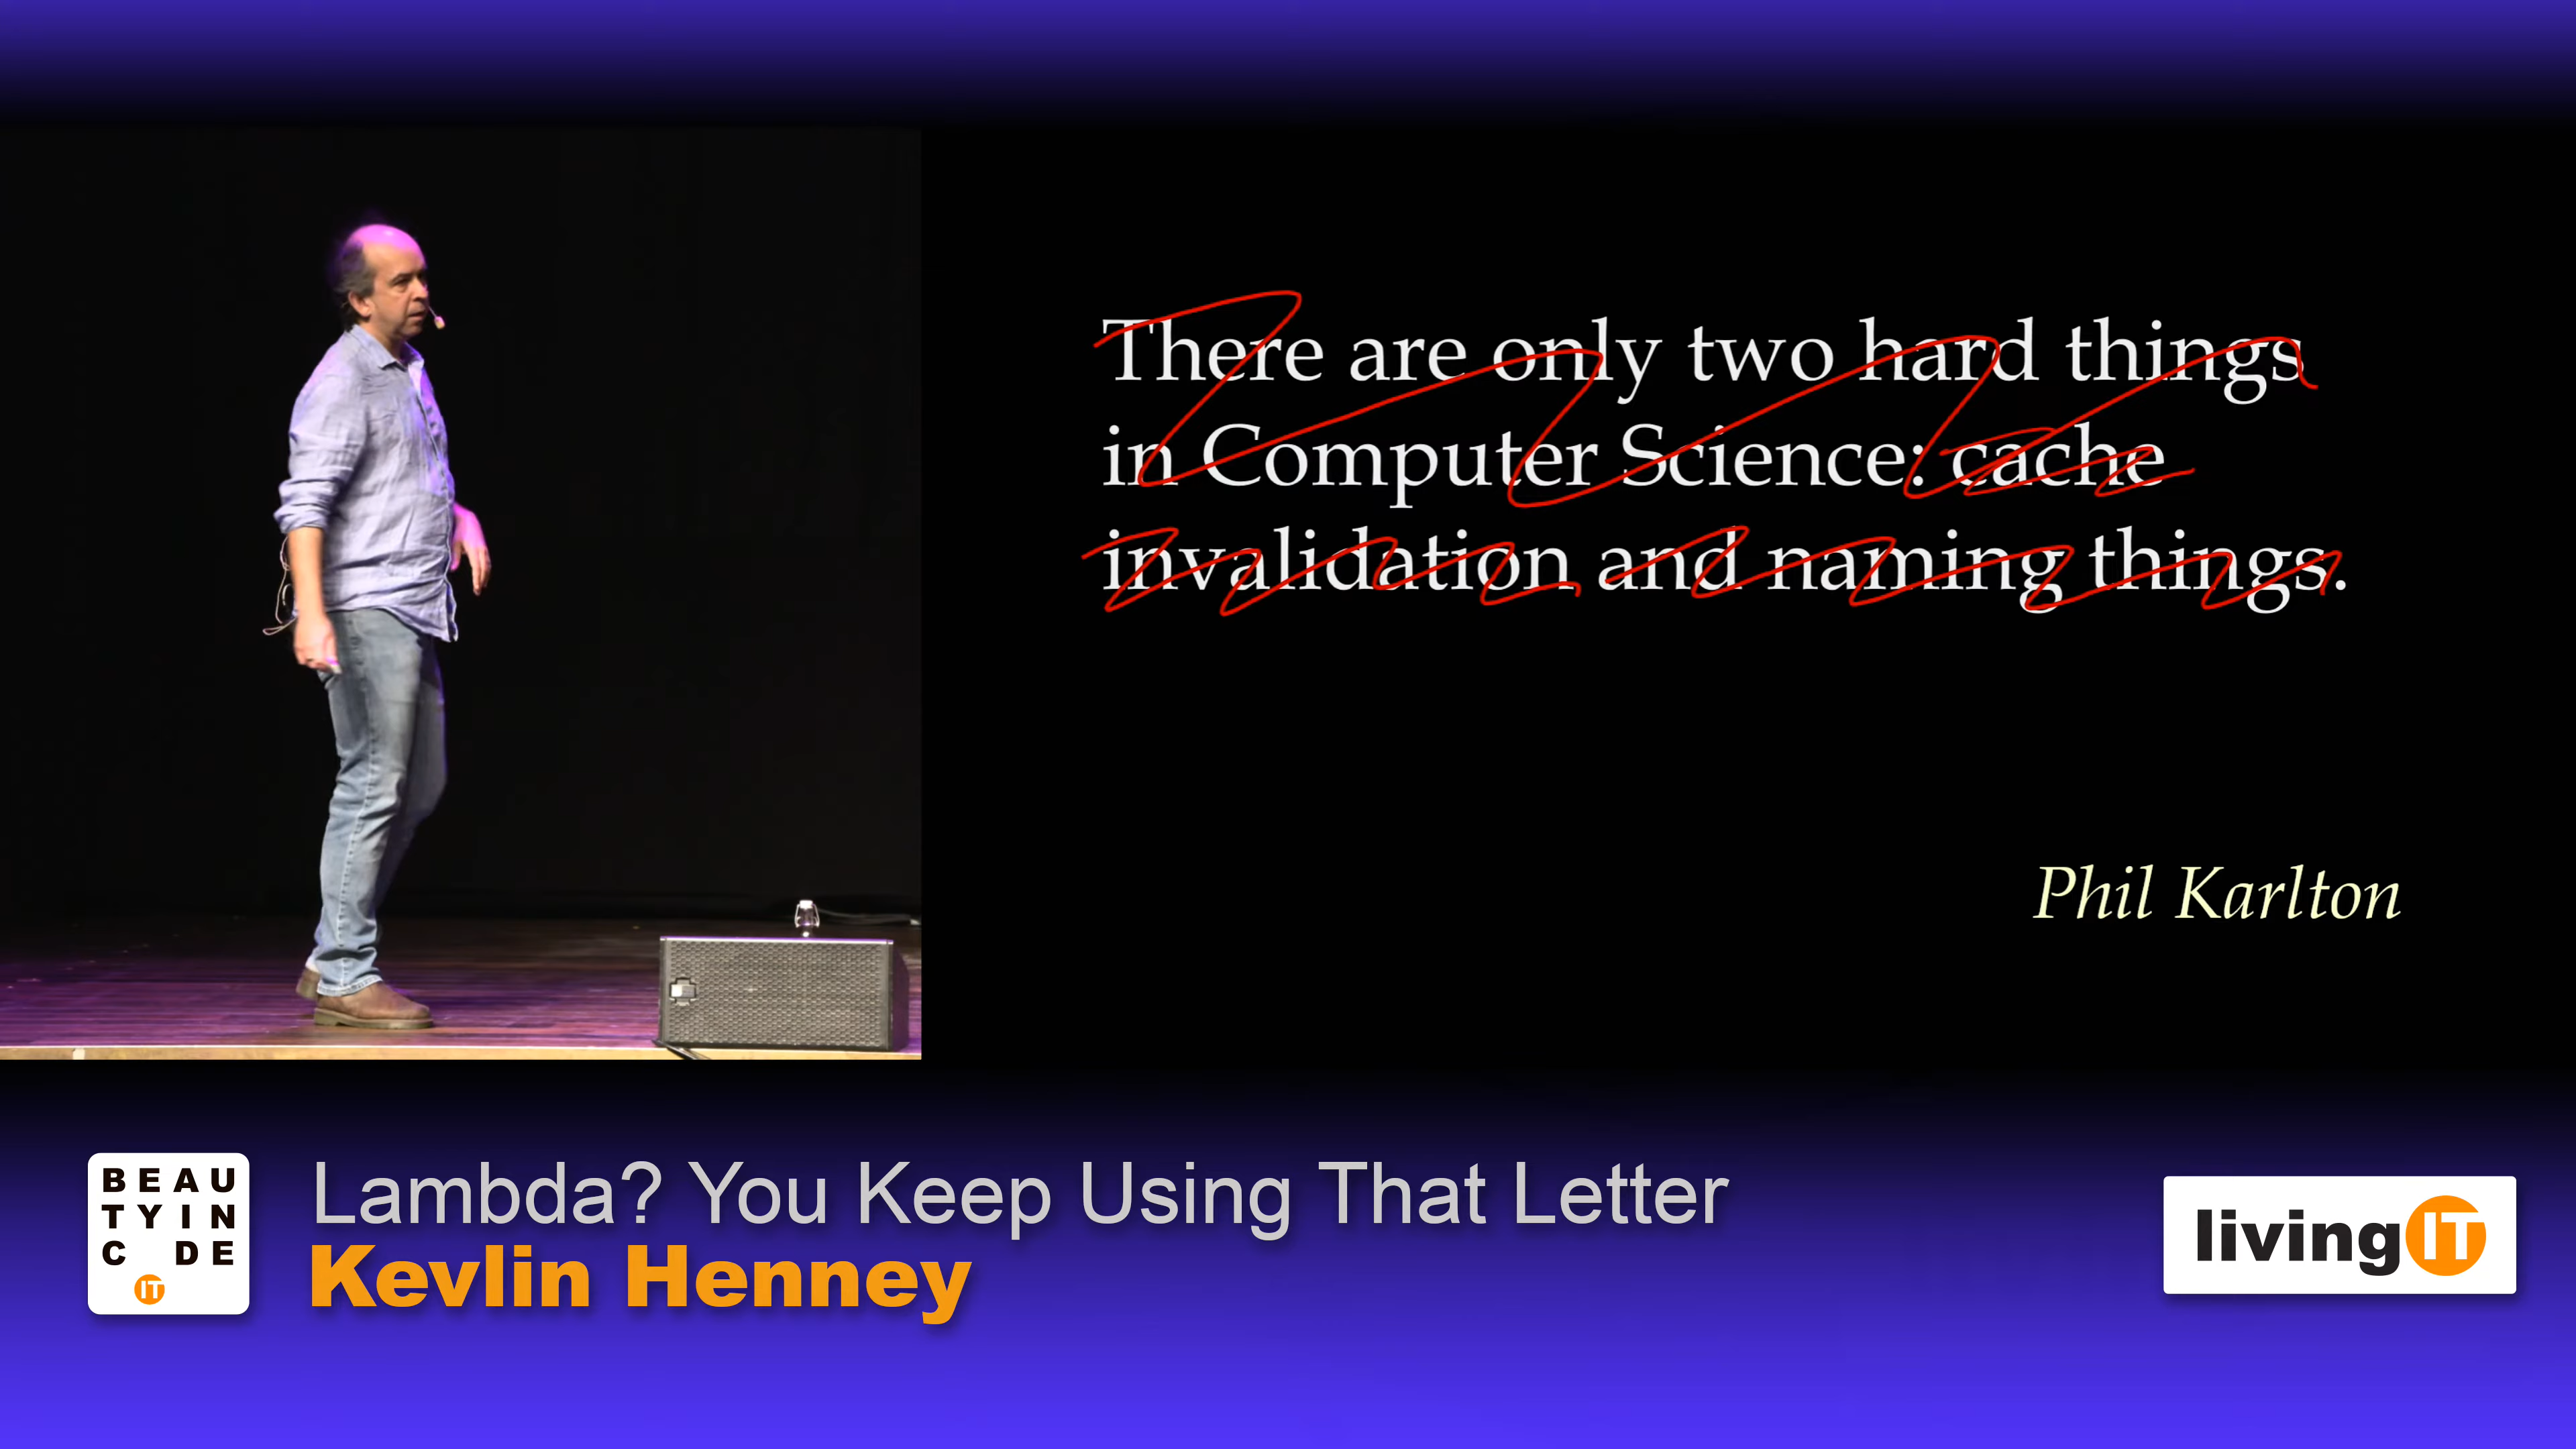 There are only two hard things
in Computer Science: cache
invalidation and naming things.
Phil Karlton
BEAU
TYIN
C DE
IT
Lambda? You Keep Using That Letter
Kevlin Henney
livingIT